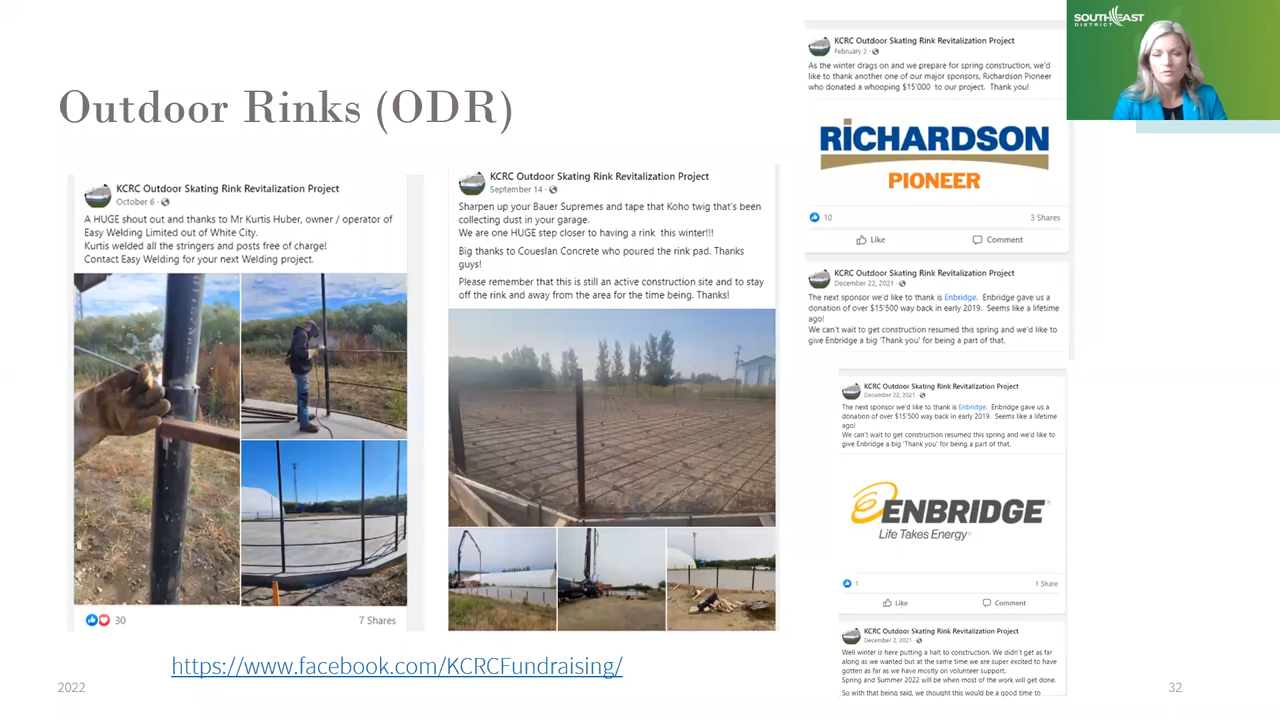 Outdoor Rinks (ODR)
KCRC Outdoor Skating Rink Revitalization Project
October 6 ·
A HUGE shout out and thanks to Mr Kurtis Huber, owner / operator of
Easy Welding Limited out of White City.
Kurtis welded all the stringers and posts free of charge!
Contact Easy Welding for your next Welding project.
30
7 Shares
KCRC Outdoor Skating Rink Revitalization Project
September 14 ·
Sharpen up your Bauer Supremes and tape that Koho twig that's been
collecting dust in your garage.
We are one HUGE step closer to having a rink this winter!!!
Big thanks to Coueslan Concrete who poured the rink pad. Thanks
guys!
Please remember that this is still an active construction site and to stay
off the rink and away from the area for the time being. Thanks!
KCRC Outdoor Skating Rink Revitalization Project
February 2 ·
As the winter drags on and we prepare for spring construction, we'd
like to thank another one of our major sponsors, Richardson Pioneer
who donated a whooping $15'000 to our project. Thank you!
RICHARDSON
PIONEER
10
3 Shares
Like
Comment
KCRC Outdoor Skating Rink Revitalization Project
December 22, 2021 ·
The next sponsor we'd like to thank is Enbridge. Enbridge gave us a
donation of over $15'500 way back in early 2019. Seems like a lifetime
ago!
We can't wait to get construction resumed this spring and we'd like to
give Enbridge a big 'Thank you' for being a part of that.
KCRC Outdoor Skating Rink Revitalization Project
December 22, 2021 ·
The next sponsor we'd like to thank is Enbridge. Enbridge gave us a
donation of over $15'500 way back in early 2019. Seems like a lifetime
ago!
We can't wait to get construction resumed this spring and we'd like to
give Enbridge a big 'Thank you' for being a part of that.
ENBRIDGE
Life Takes Energy
1
1 Share
Like
Comment
KCRC Outdoor Skating Rink Revitalization Project
December 2, 2021 ·
Well winter is here putting a halt to construction. We didn't get as far
along as we wanted but at the same time we are super excited to have
gotten as far as we have mostly on volunteer support.
Spring and Summer 2022 will be when most of the work will get done.
So with that being said, we thought this would be a good time to
SOUTH EAST
DISTRICT
https://www.facebook.com/KCRCFundraising/
2022
32